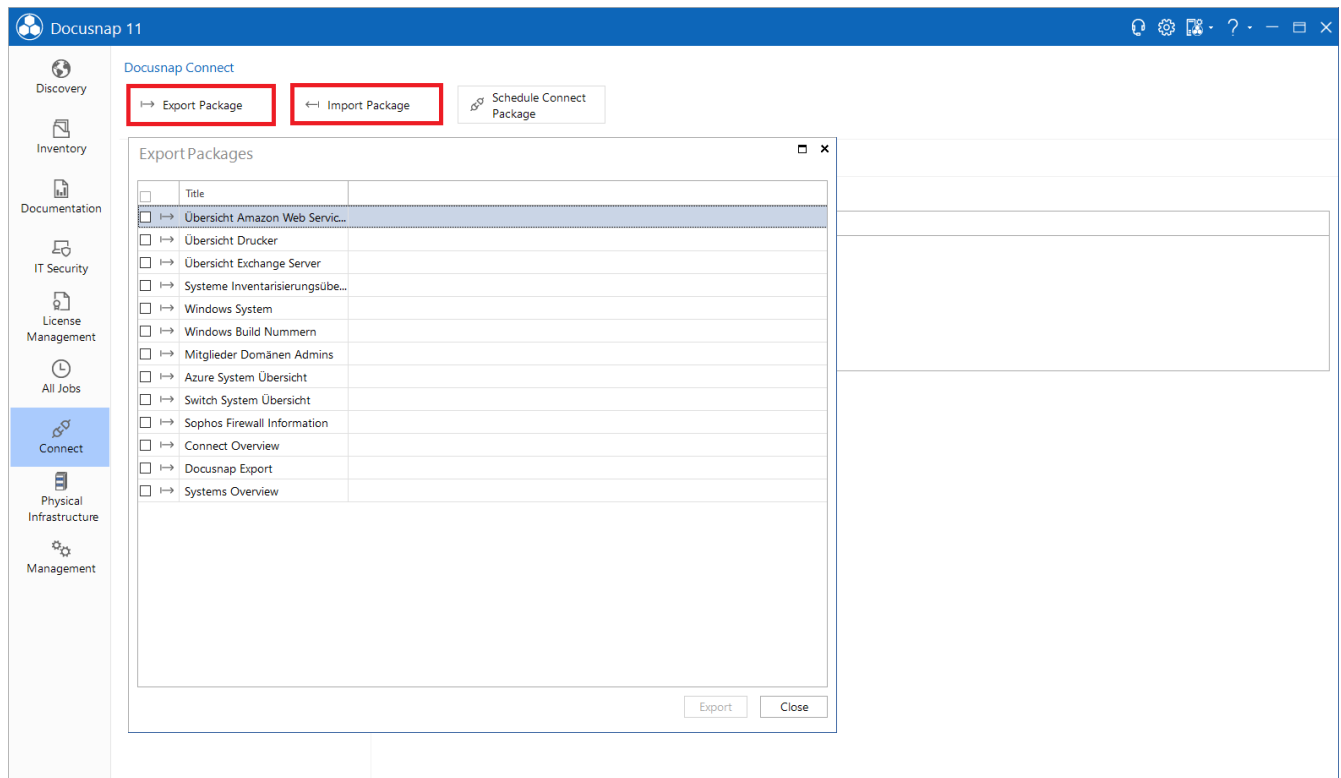 Docusnap 11
Discovery
Inventory
Documentation
IT Security
License
Management
All Jobs
Connect
Physical
Infrastructure
Management
Docusnap Connect
Export Package
Import Package
Schedule Connect
Package
Export Packages
Title
Übersicht Amazon Web Servic...
Übersicht Drucker
Übersicht Exchange Server
Systeme Inventarisierungsübe...
Windows System
Windows Build Nummern
Mitglieder Domänen Admins
Azure System Übersicht
Switch System Übersicht
Sophos Firewall Information
Connect Overview
Docusnap Export
Systems Overview
Export
Close